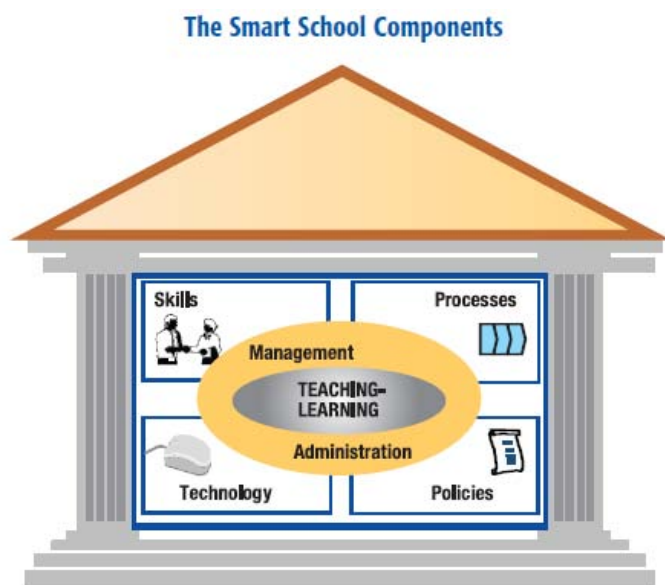 The Smart School Components
Skills
Processes
Management
TEACHING-
LEARNING
Administration
Technology
Policies